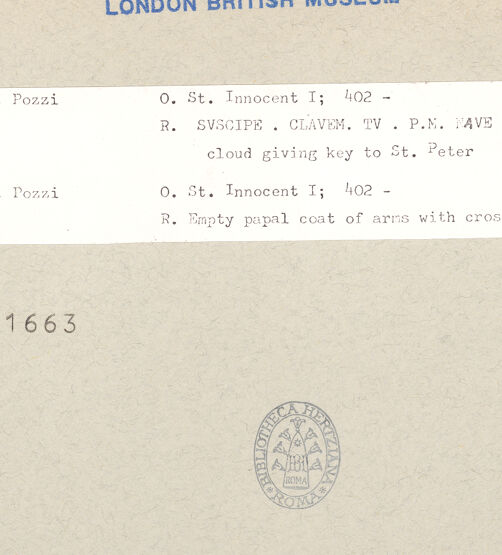 LONDON BRITISH MUSEUM
. Pozzi O. St. Innocent I; 402 -
R. SVSCIPE . CLAVEM. TV . P.M. NAVE
cloud giving key to St. Peter
. Pozzi O. St. Innocent I; 402 -
R. Empty papal coat of arms with cros
1663
BIBLIOTHECA HERTZIANA
ROMA
* ROMA *